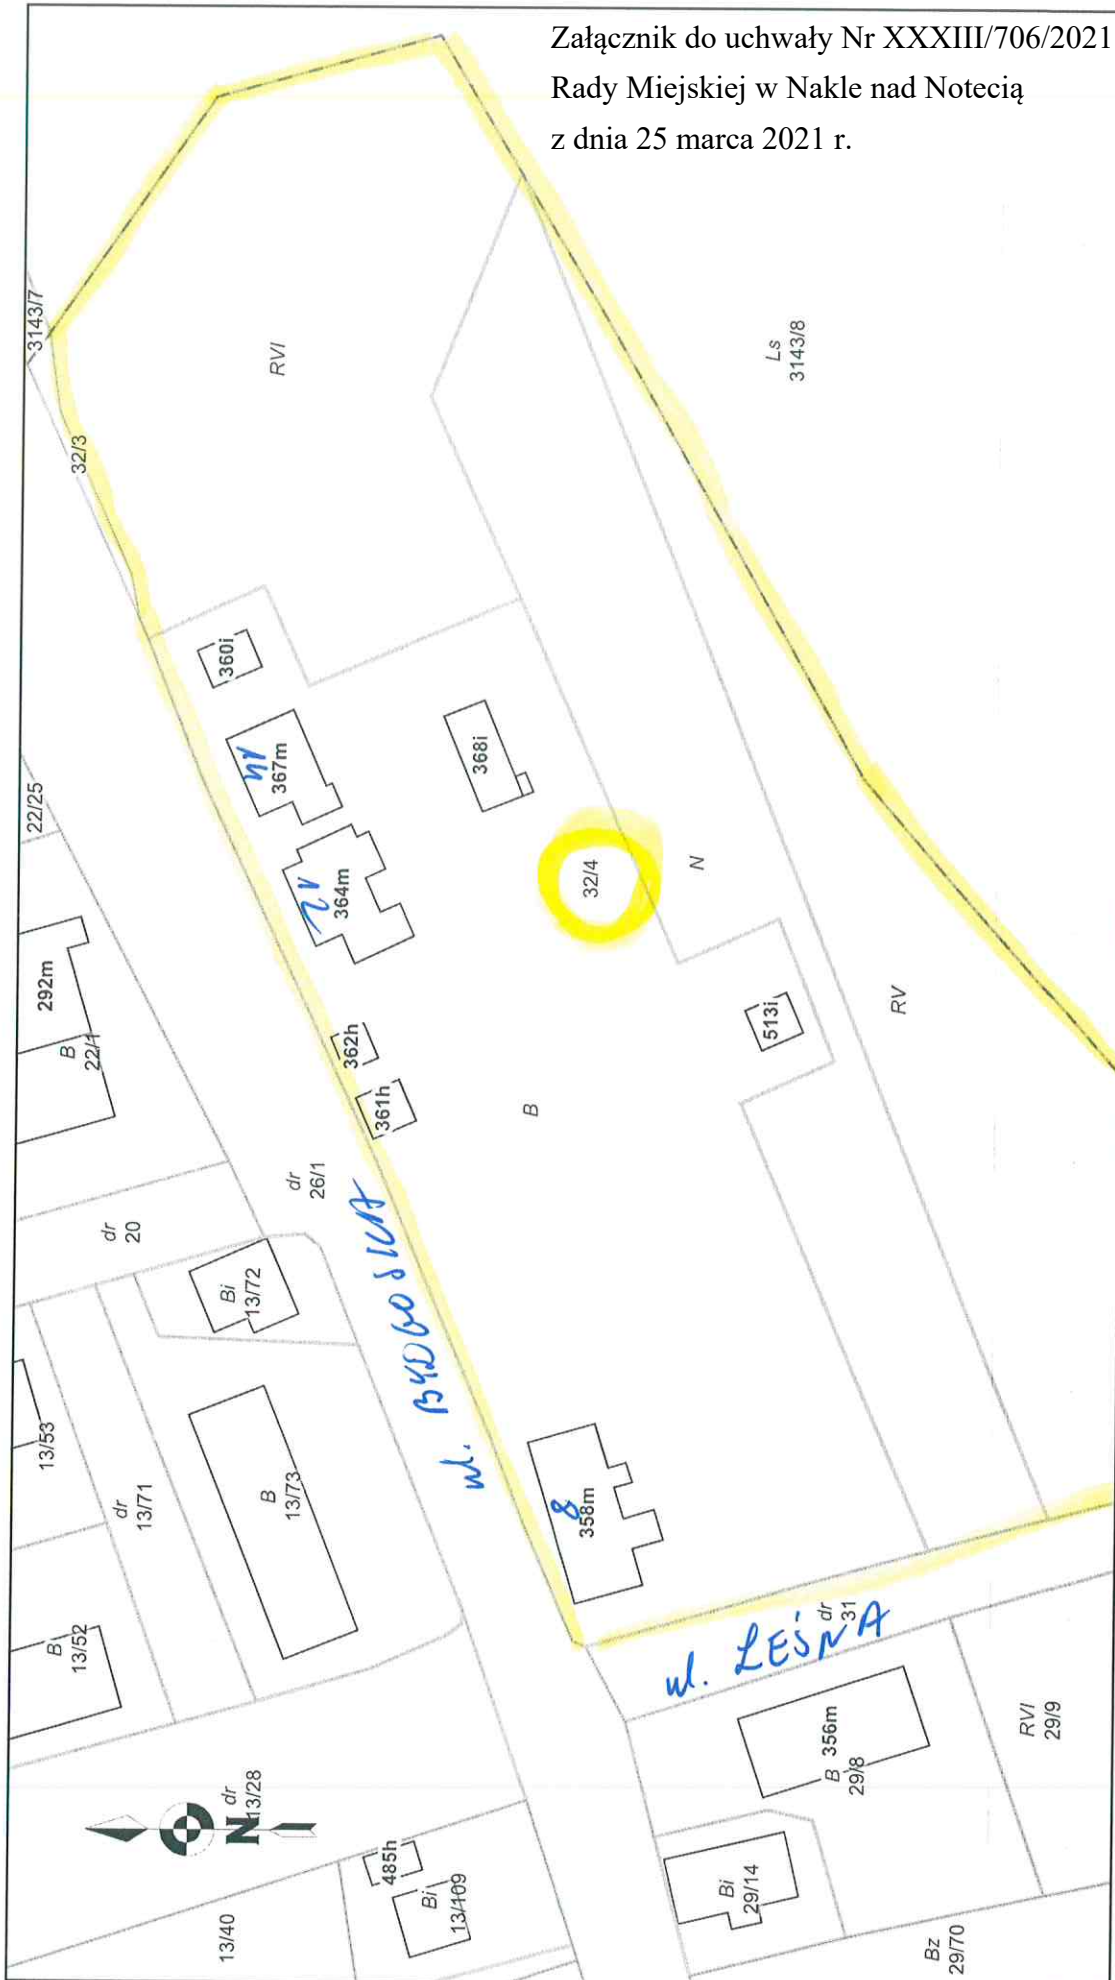 Załącznik do uchwały Nr XXXIII/706/2021
Rady Miejskiej w Nakle nad Notecią
z dnia 25 marca 2021 r.
3143/7
32/3
RVI
Ls
3143/8
360i
367m
368i
22/25
364m
32/4
N
292m
B
22/1
362h
513i
RV
361h
B
dr
26/1
dr
20
ul. BYDGOSKA
Bi
13/72
13/53
dr
13/71
B
13/73
8
358m
B
13/52
dr
31
ul. LEŚNA
356m
B
29/8
RVI
29/9
dr
13/28
N
485h
Bi
13/109
Bi
29/14
13/40
Bz
29/70